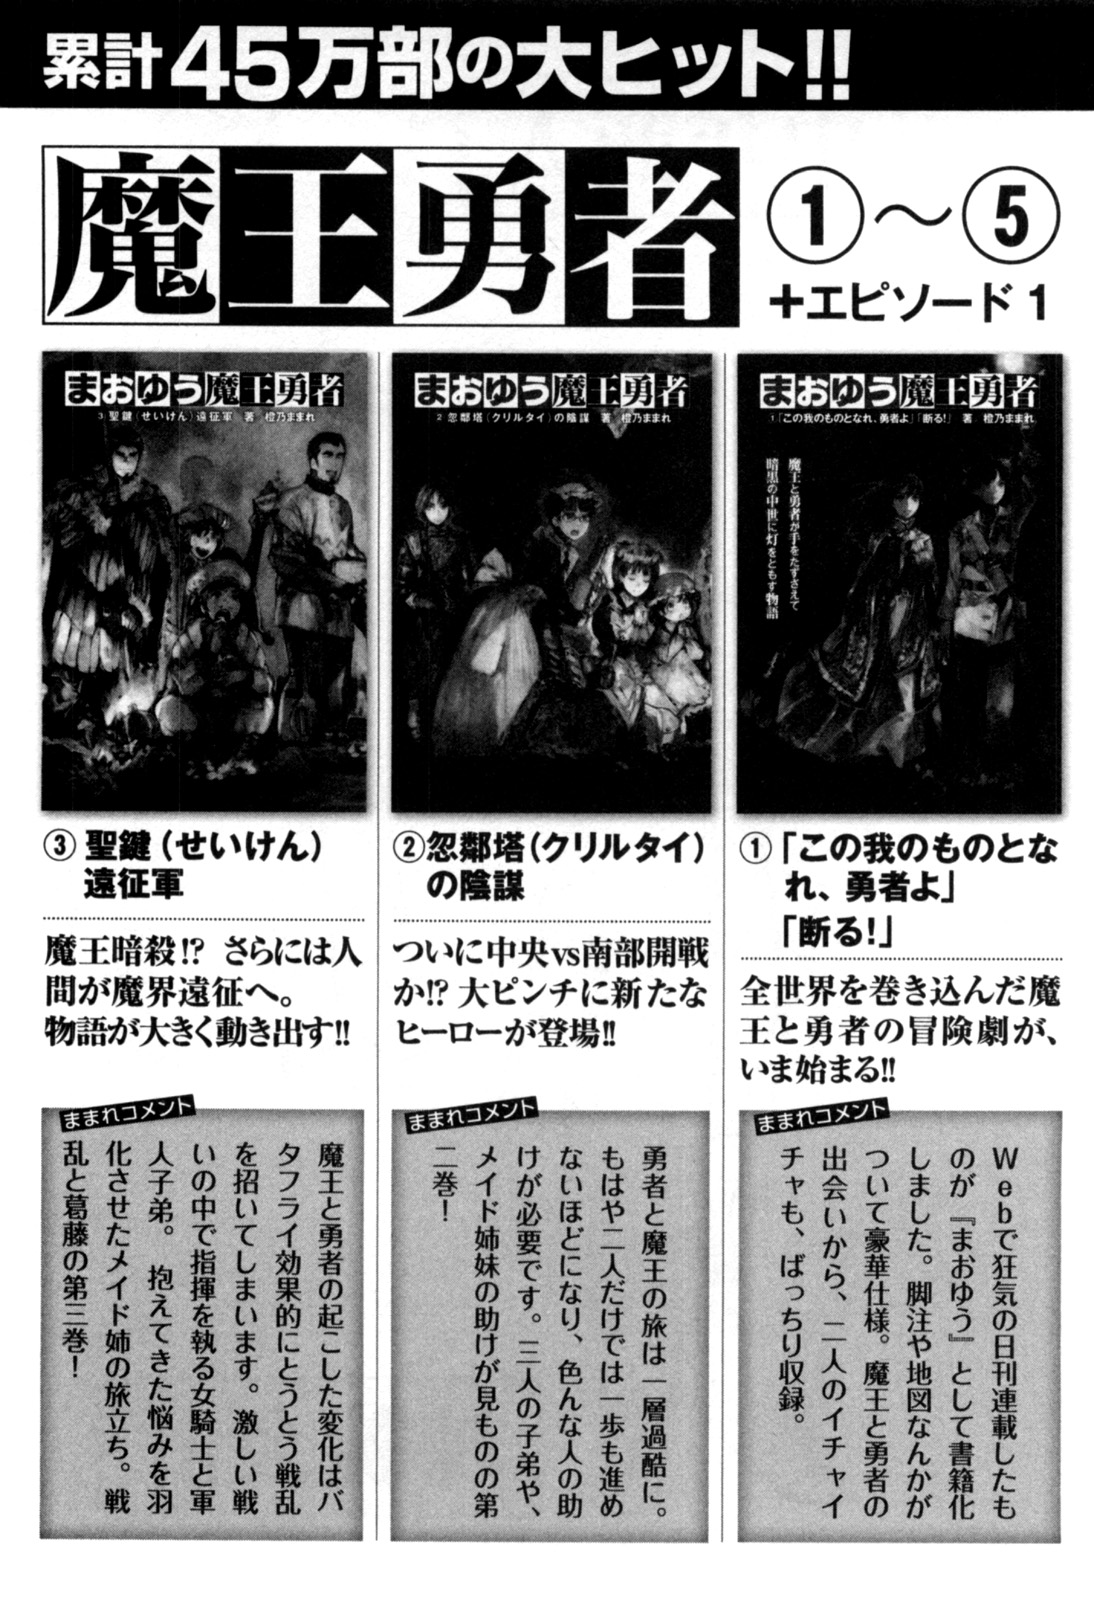 累計45万部の大ヒット!!
魔王勇者
①～⑤
＋エピソード1
まおゆう魔王勇者
1「この我のものとなれ、勇者よ」「断る!」 著 橙乃ままれ
魔王と勇者が手をたずさえて
暗黒の中世に灯をともす物語
①「この我のものとな
れ、勇者よ」
「断る!」
全世界を巻き込んだ魔
王と勇者の冒険劇が、
いま始まる!!
ままれコメント
Webで狂気の日刊連載したも
のが『まおゆう』として書籍化
しました。脚注や地図なんかが
ついて豪華仕様。魔王と勇者の
出会いから、二人のイチャイ
チャも、ばっちり収録。
まおゆう魔王勇者
2 忽鄰塔(クリルタイ)の陰謀 著 橙乃ままれ
②忽鄰塔(クリルタイ)
の陰謀
ついに中央vs南部開戦
か!? 大ピンチに新たな
ヒーローが登場!!
ままれコメント
勇者と魔王の旅は一層過酷に。
もはや二人だけでは一歩も進め
ないほどになり、色んな人の助
けが必要です。三人の子弟や、
メイド姉妹の助けが見ものの第
二巻！
まおゆう魔王勇者
3 聖鍵(せいけん)遠征軍 著 橙乃ままれ
③聖鍵(せいけん)
遠征軍
魔王暗殺!? さらには人
間が魔界遠征へ。
物語が大きく動き出す!!
ままれコメント
魔王と勇者の起こした変化はバ
タフライ効果的にとうとう戦乱
を招いてしまいます。激しい戦
いの中で指揮を執る女騎士と軍
人子弟。抱えてきた悩みを羽
化させたメイド姉の旅立ち。戦
乱と葛藤の第三巻！